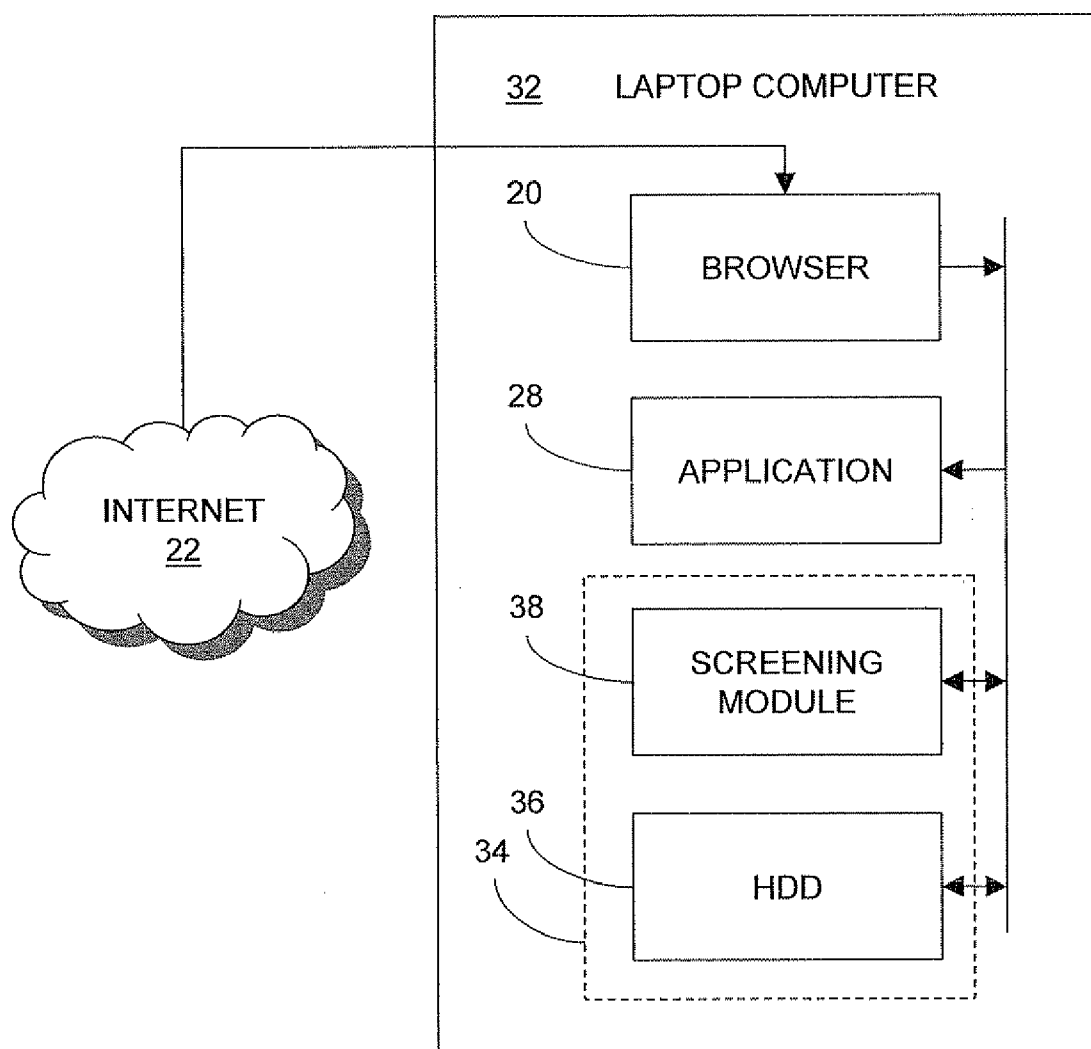 32 LAPTOP COMPUTER
20
BROWSER
28
APPLICATION
INTERNET
22
38
SCREENING
MODULE
36
34
HDD